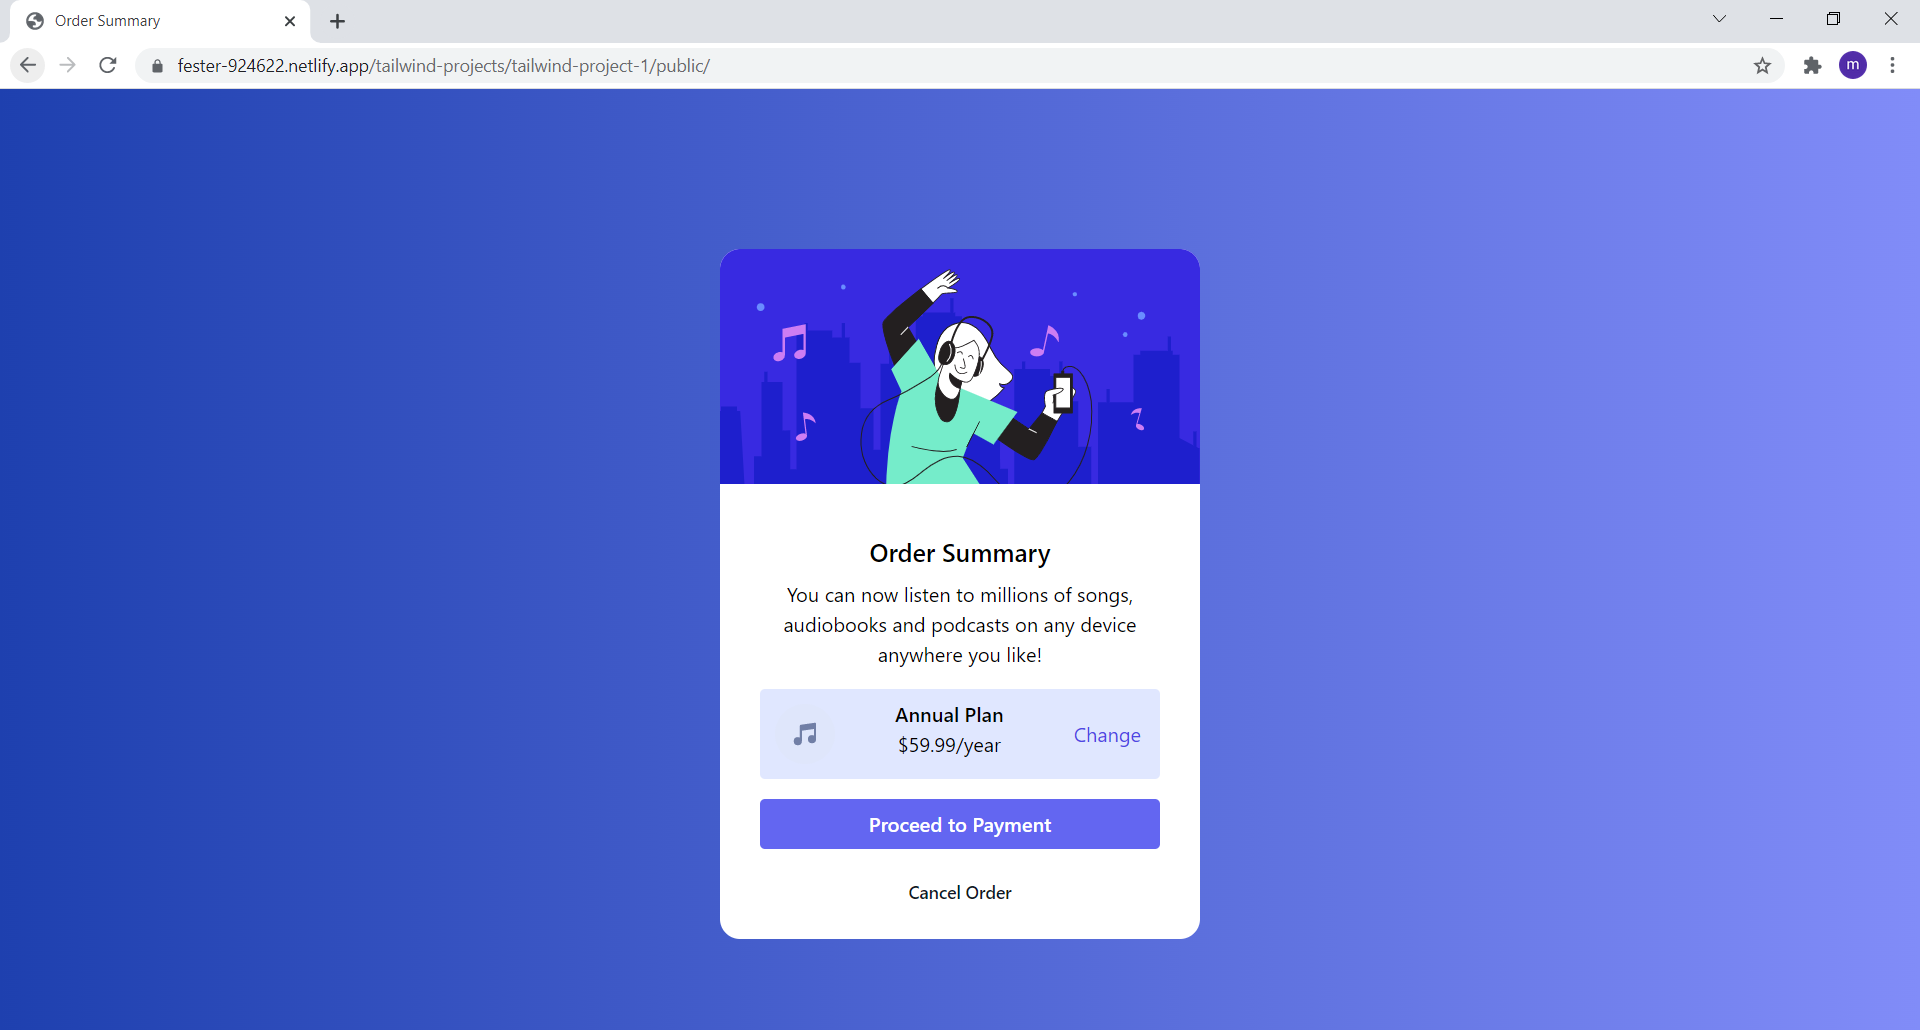 Order Summary
fester-924622.netlify.app/tailwind-projects/tailwind-project-1/public/
m
Order Summary
You can now listen to millions of songs,
audiobooks and podcasts on any device
anywhere you like!
Annual Plan
$59.99/year
Change
Proceed to Payment
Cancel Order